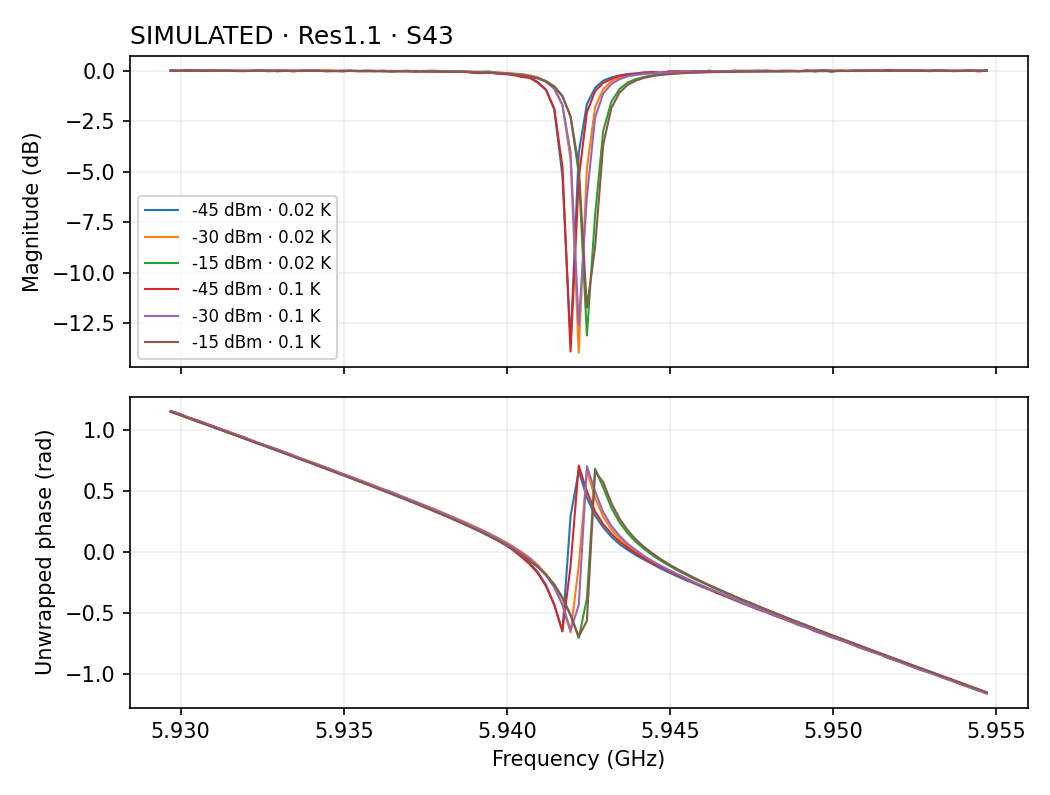 SIMULATED · Res1.1 · S43
0.0
−2.5
−5.0
−7.5
−10.0
−12.5
Magnitude (dB)
-45 dBm · 0.02 K
-30 dBm · 0.02 K
-15 dBm · 0.02 K
-45 dBm · 0.1 K
-30 dBm · 0.1 K
-15 dBm · 0.1 K
1.0
0.5
0.0
−0.5
−1.0
Unwrapped phase (rad)
5.930 5.935 5.940 5.945 5.950 5.955
Frequency (GHz)